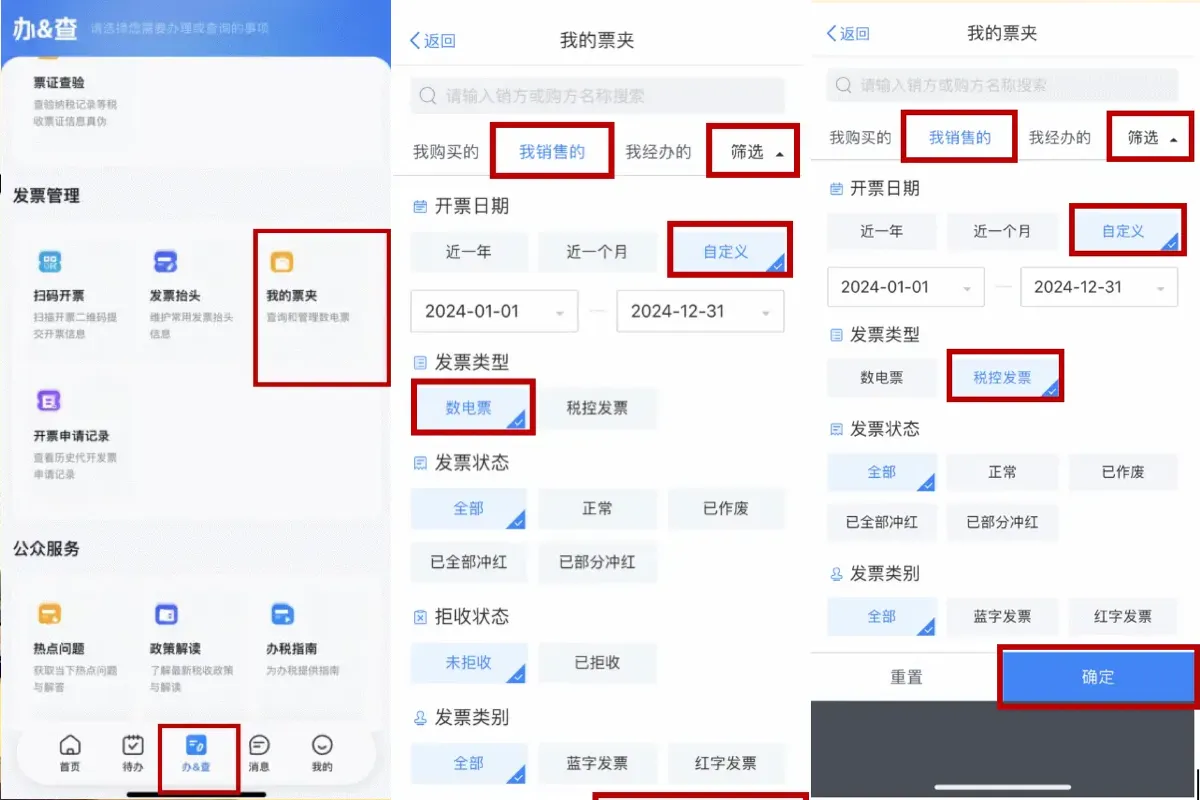 办&查 请选择您需要办理或查询的事项
票证查验
查验纳税记录等税
收票证信息真伪
发票管理
扫码开票 发票抬头 我的票夹
扫描开票二维码提 维护常用发票抬头 查询和管理数电票
交开票信息 信息
开票申请记录
查看历史代开发票
申请记录
公众服务
热点问题 政策解读 办税指南
获取当下热点问题 了解最新税收政策 为办税提供指南
与解答 与解读
首页 待办 办&查 消息 我的
返回 我的票夹
请输入销方或购方名称搜索
我购买的 我销售的 我经办的 筛选
开票日期
近一年 近一个月 自定义
2024-01-01 2024-12-31
发票类型
数电票 税控发票
发票状态
全部 正常 已作废
已全部冲红 已部分冲红
拒收状态
未拒收 已拒收
发票类别
全部 蓝字发票 红字发票
返回 我的票夹
请输入销方或购方名称搜索
我购买的 我销售的 我经办的 筛选
开票日期
近一年 近一个月 自定义
2024-01-01 2024-12-31
发票类型
数电票 税控发票
发票状态
全部 正常 已作废
已全部冲红 已部分冲红
发票类别
全部 蓝字发票 红字发票
重置 确定